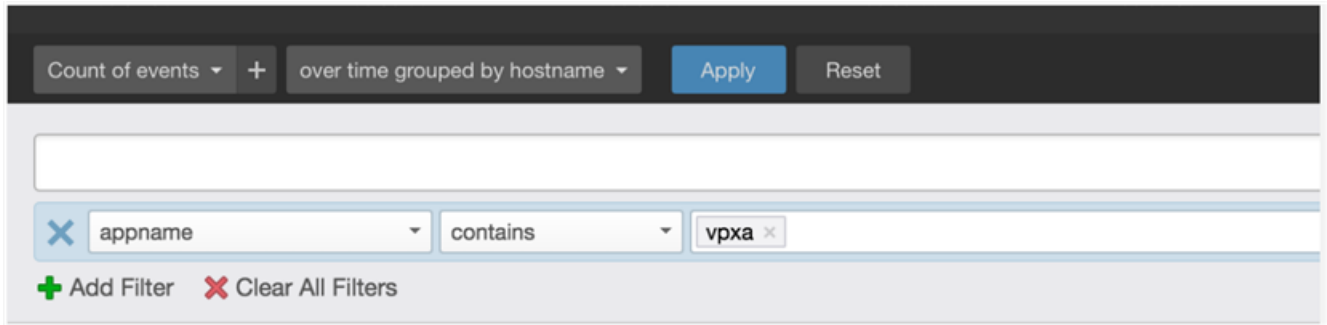 Count of events + over time grouped by hostname Apply Reset
appname contains vpxa ×
Add Filter Clear All Filters